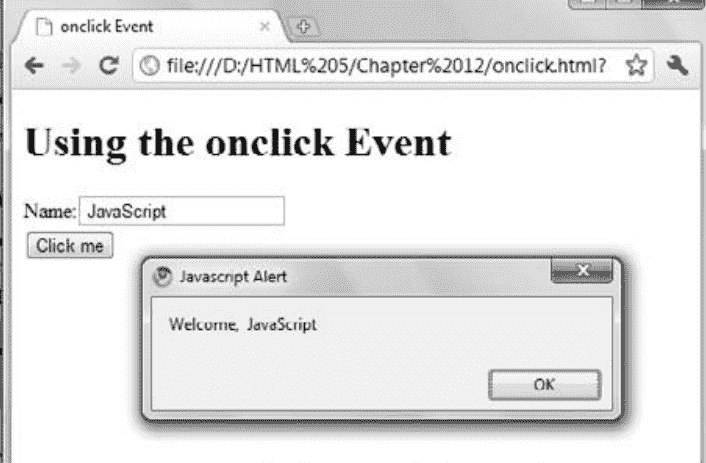 onclick Event
file:///D:/HTML%205/Chapter%2012/onclick.html?
Using the onclick Event
Name: JavaScript
Click me
Javascript Alert
Welcome, JavaScript
OK